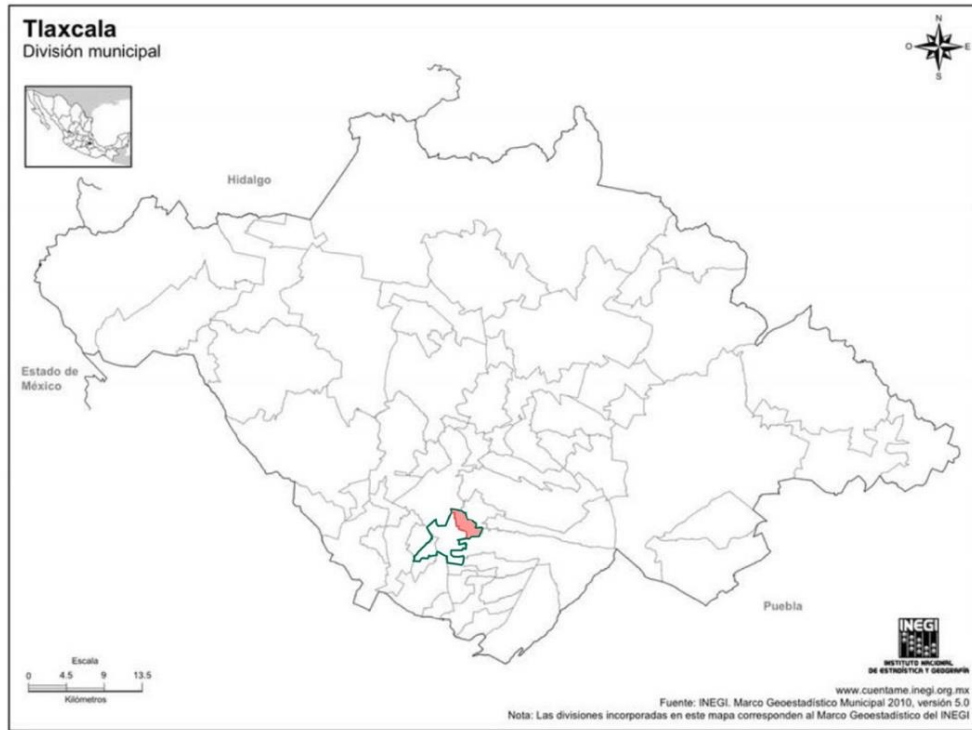 Tlaxcala
División municipal
N
O
E
S
Hidalgo
Estado de
México
Puebla
Escala
0 4.5 9 13.5
Kilómetros
INEGI
INSTITUTO NACIONAL
DE ESTADÍSTICA Y GEOGRAFÍA
www.cuentame.inegi.org.mx
Fuente: INEGI. Marco Geoestadístico Municipal 2010, versión 5.0
Nota: Las divisiones incorporadas en este mapa corresponden al Marco Geoestadístico del INEGI